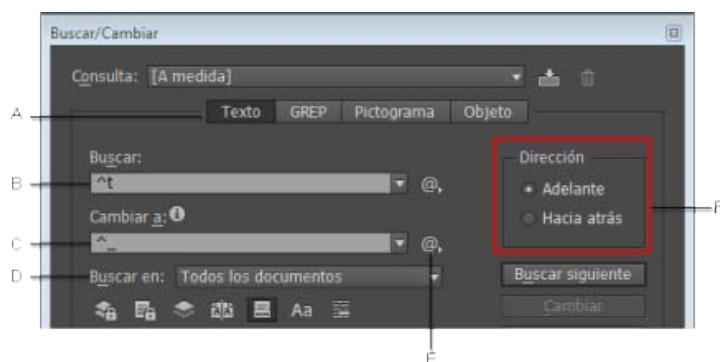 Buscar/Cambiar
Consulta: [A medida]
A
Texto GREP Pictograma Objeto
Buscar:
Dirección
B
^t
@
Adelante
F
Cambiar a:
Hacia atrás
C
^_
@
D
Buscar en: Todos los documentos
Buscar siguiente
Aa
Cambiar
E